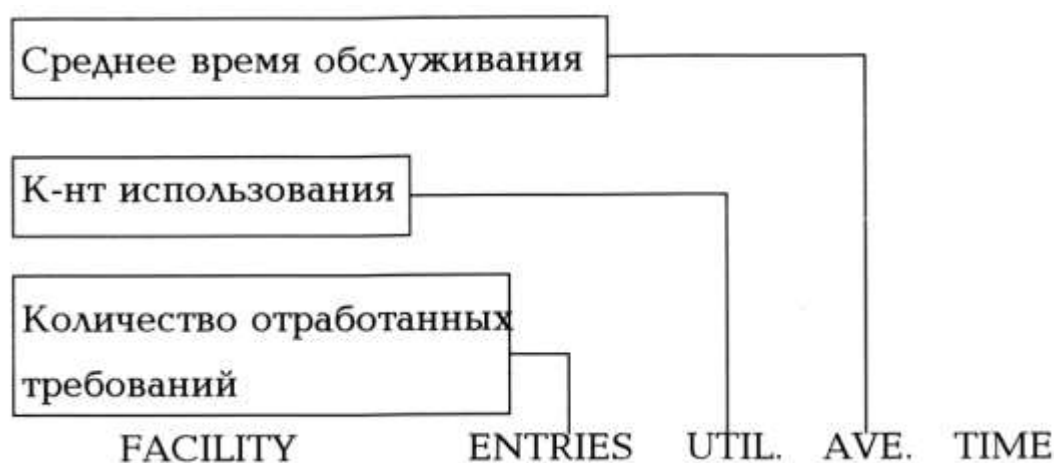 Среднее время обслуживания
К-нт использования
Количество отработанных
требований
FACILITY ENTRIES UTIL. AVE. TIME